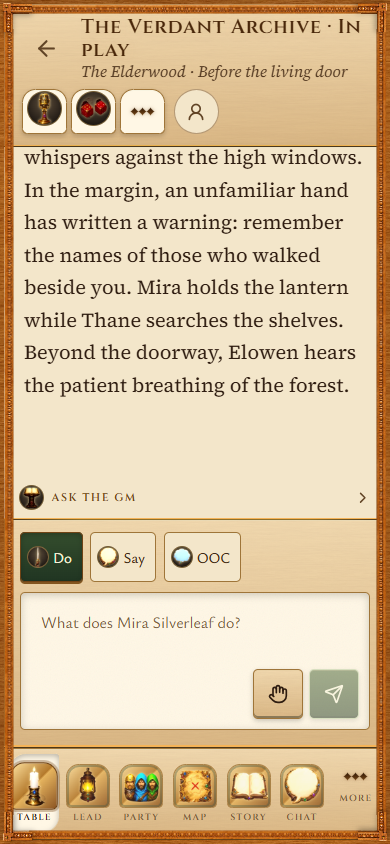 The Verdant Archive · In
play
The Elderwood · Before the living door
whispers against the high windows.
In the margin, an unfamiliar hand
has written a warning: remember
the names of those who walked
beside you. Mira holds the lantern
while Thane searches the shelves.
Beyond the doorway, Elowen hears
the patient breathing of the forest.
ASK THE GM
Do
Say
OOC
What does Mira Silverleaf do?
TABLE
LEAD
PARTY
MAP
STORY
CHAT
MORE